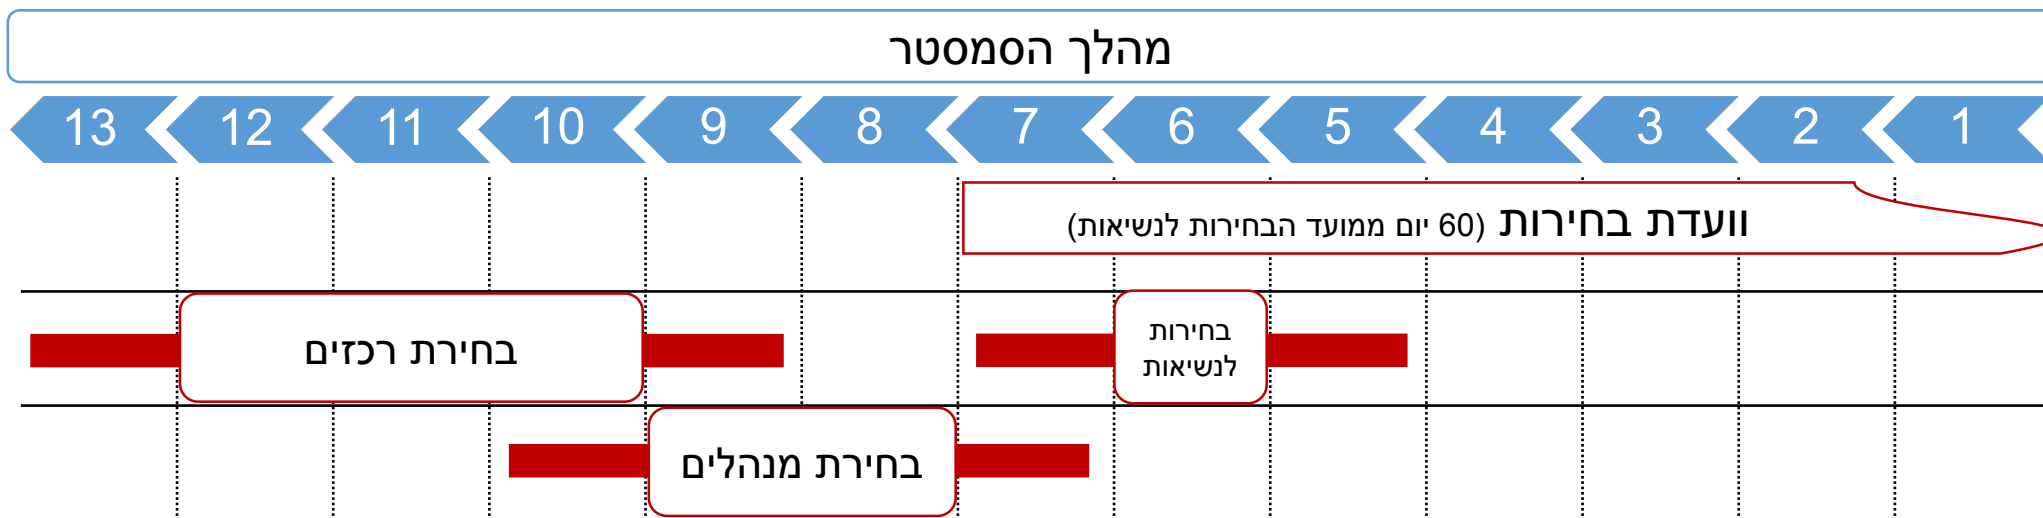 מהלך הסמסטר
1 2 3 4 5 6 7 8 9 10 11 12 13
וועדת בחירות (60 יום ממועד הבחירות לנשיאות)
בחירות
לנשיאות
בחירת רכזים
בחירת מנהלים